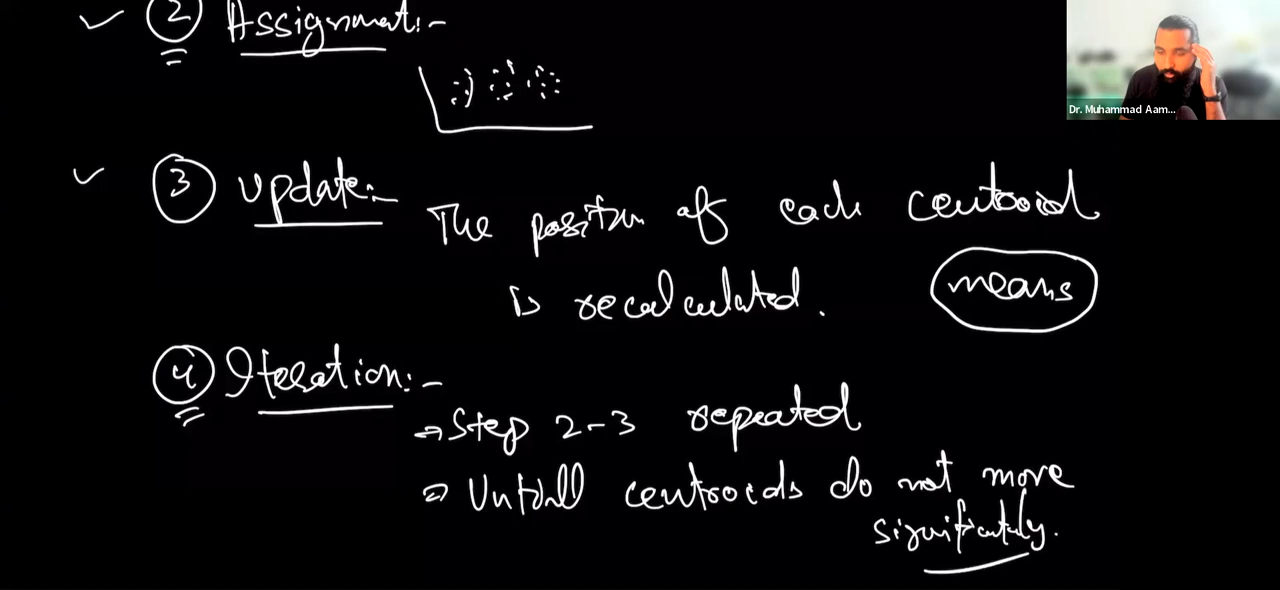 ② Assignment:-
Dr. Muhammad Aam...
③ Update:-
The position of each centroid
is recalculated.
means
④ Iteration:-
→ Step 2-3 repeated
→ Untill centroids do not move
significantly.